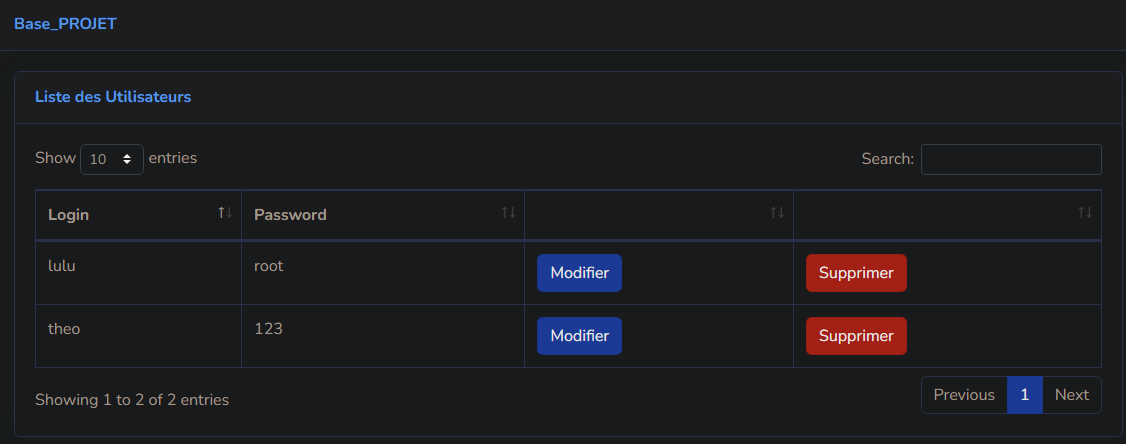 Base_PROJET
Liste des Utilisateurs
Show 10 entries
Search:
Login Password
lulu root Modifier Supprimer
theo 123 Modifier Supprimer
Showing 1 to 2 of 2 entries
Previous 1 Next